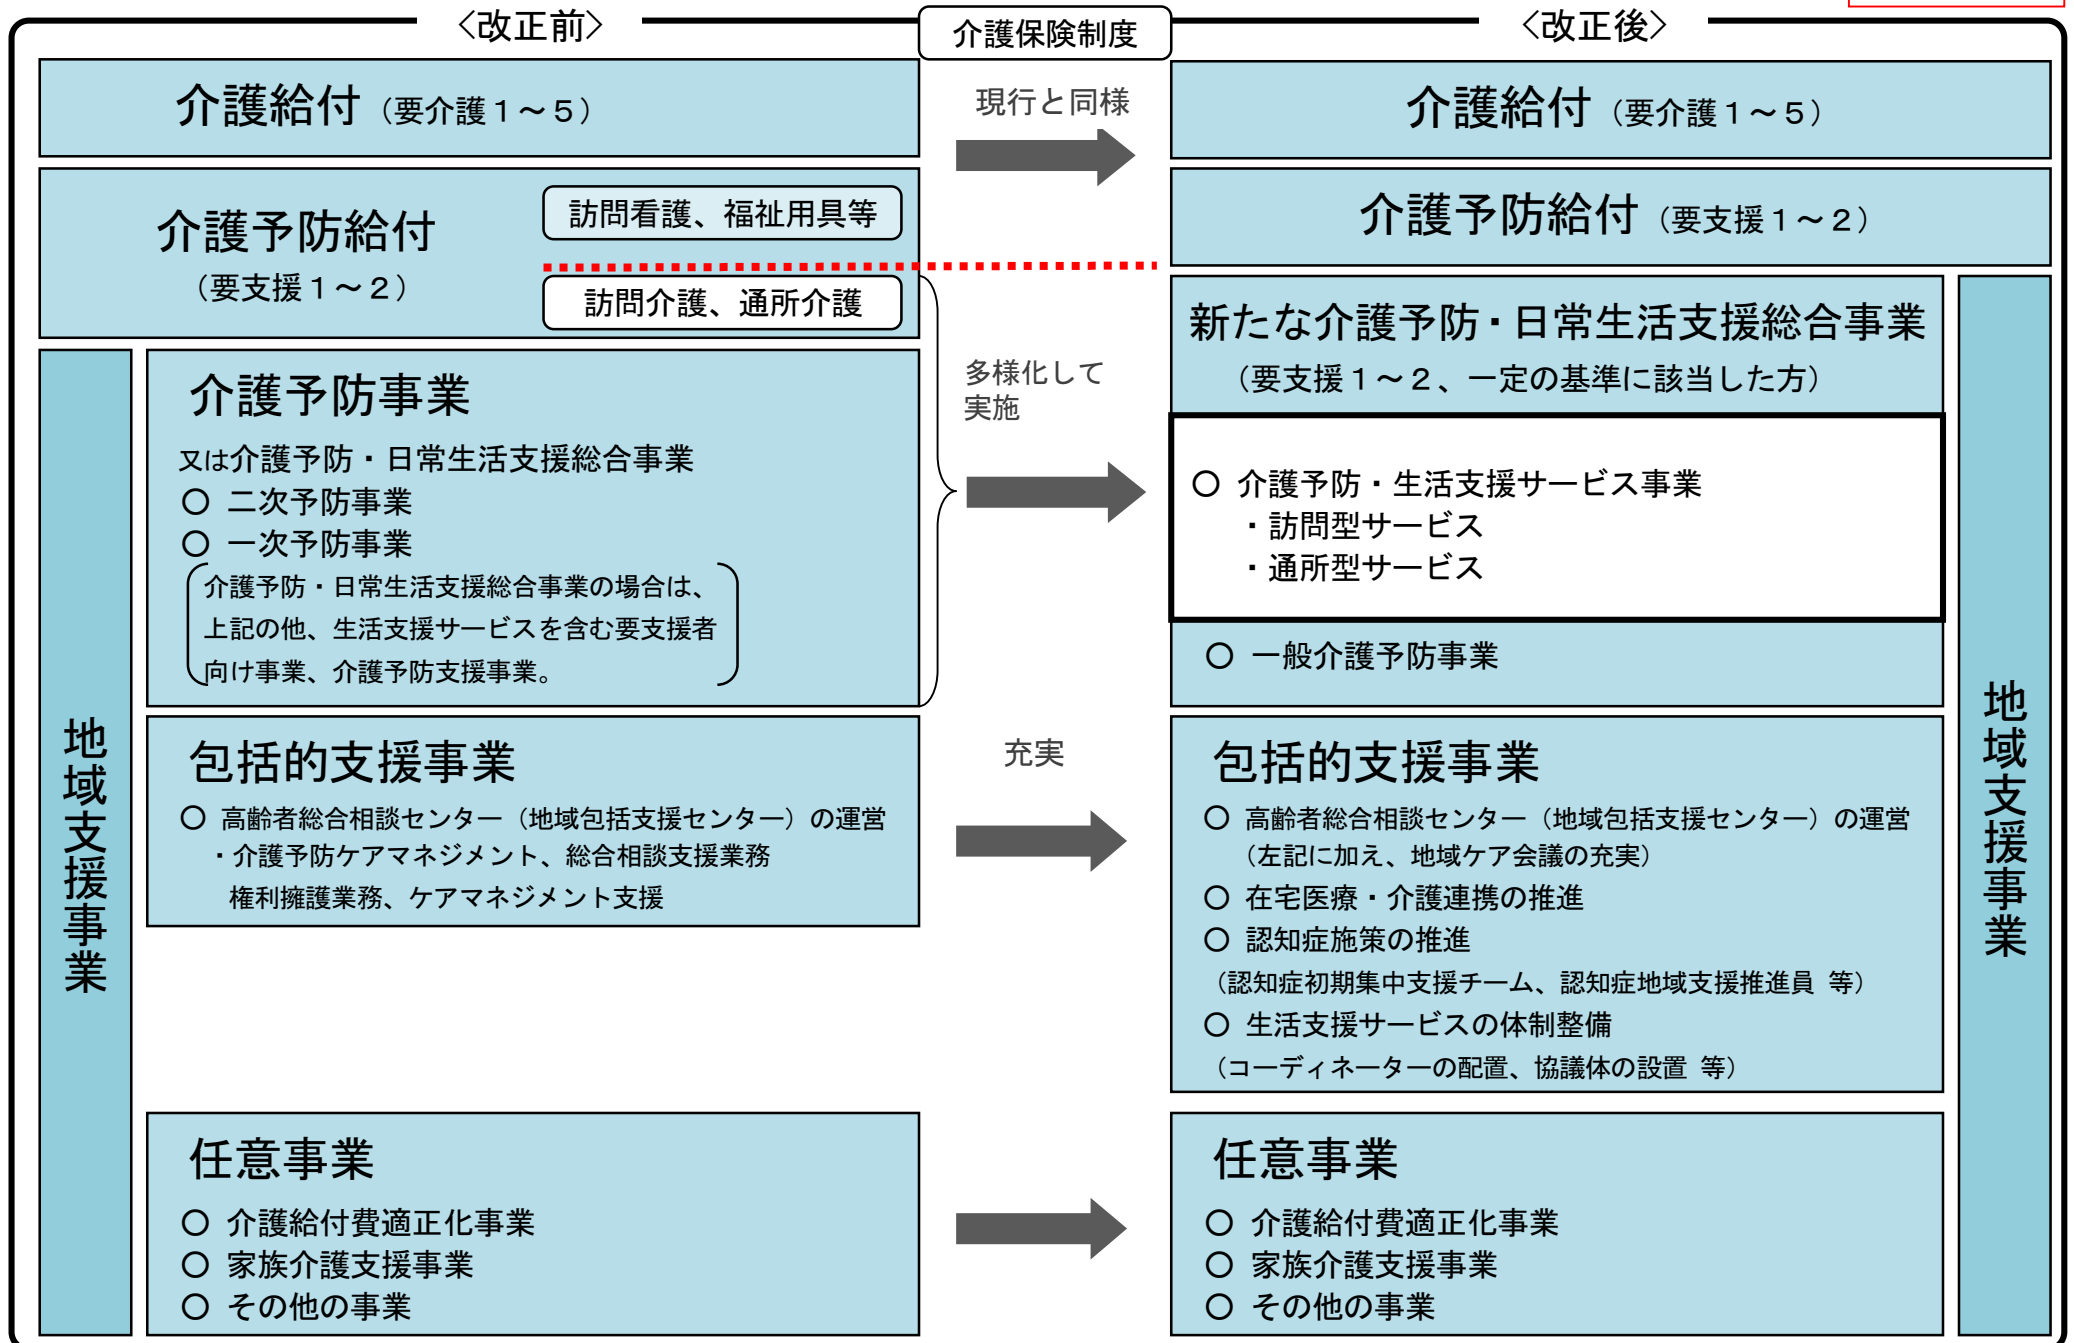 〈改正前〉
介護保険制度
〈改正後〉
介護給付（要介護１～５）
現行と同様
介護給付（要介護１～５）
介護予防給付
（要支援１～２）
訪問看護、福祉用具等
訪問介護、通所介護
介護予防給付（要支援１～２）
地域支援事業
介護予防事業
又は介護予防・日常生活支援総合事業
〇 二次予防事業
〇 一次予防事業
介護予防・日常生活支援総合事業の場合は、
上記の他、生活支援サービスを含む要支援者
向け事業、介護予防支援事業。
多様化して
実施
新たな介護予防・日常生活支援総合事業
（要支援１～２、一定の基準に該当した方）
〇 介護予防・生活支援サービス事業
・訪問型サービス
・通所型サービス
〇 一般介護予防事業
地域支援事業
包括的支援事業
〇 高齢者総合相談センター（地域包括支援センター）の運営
・介護予防ケアマネジメント、総合相談支援業務
権利擁護業務、ケアマネジメント支援
充実
包括的支援事業
〇 高齢者総合相談センター（地域包括支援センター）の運営
（左記に加え、地域ケア会議の充実）
〇 在宅医療・介護連携の推進
〇 認知症施策の推進
（認知症初期集中支援チーム、認知症地域支援推進員 等）
〇 生活支援サービスの体制整備
（コーディネーターの配置、協議体の設置 等）
任意事業
〇 介護給付費適正化事業
〇 家族介護支援事業
〇 その他の事業
任意事業
〇 介護給付費適正化事業
〇 家族介護支援事業
〇 その他の事業